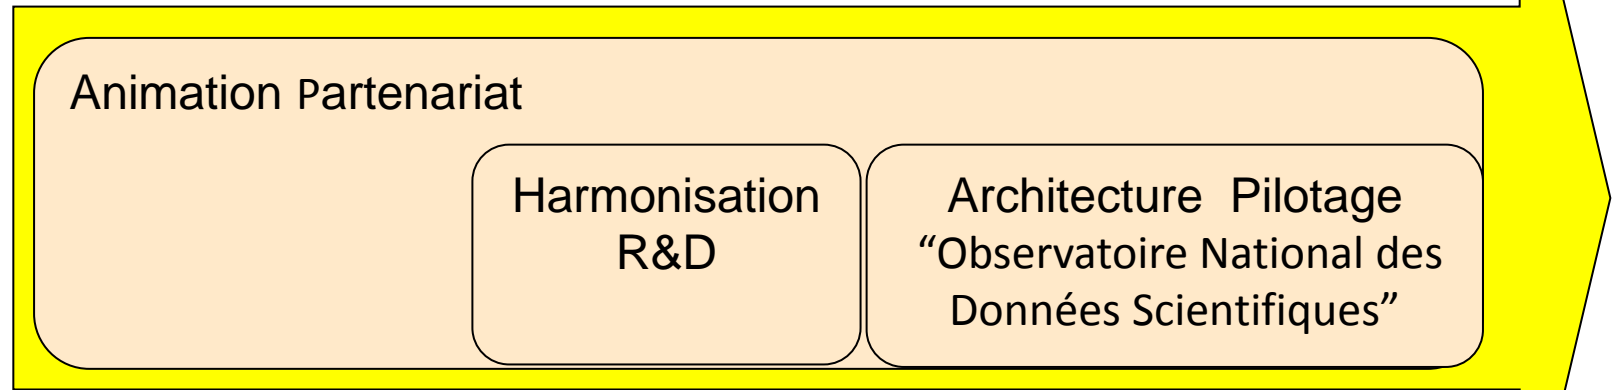 Animation Partenariat
Harmonisation
R&D
Architecture Pilotage
“Observatoire National des
Données Scientifiques”